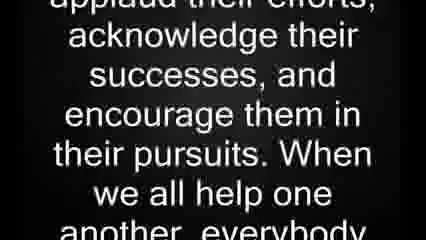 applaud their efforts,
acknowledge their
successes, and
encourage them in
their pursuits. When
we all help one
another, everybody